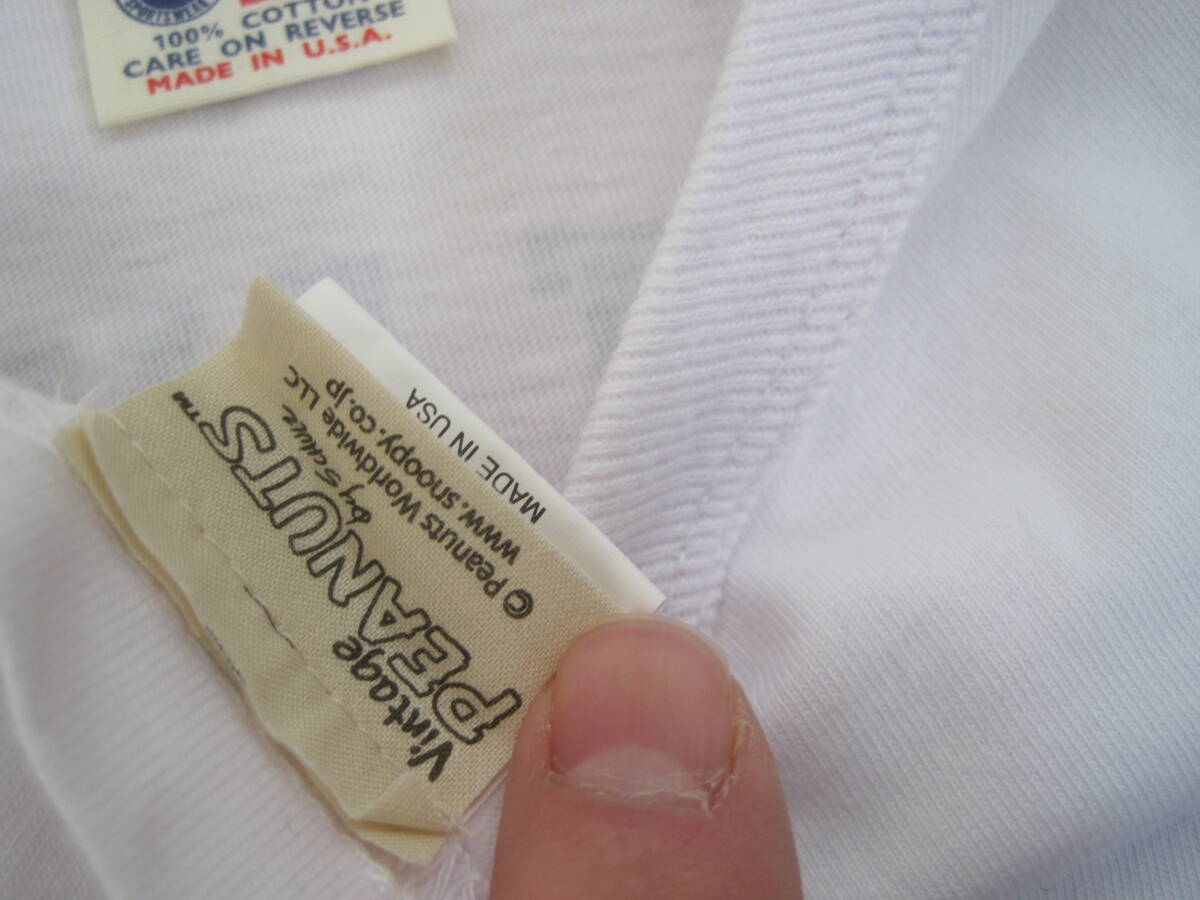 SPORTSWEAR
100% COTTON
CARE ON REVERSE
MADE IN U.S.A.
Vintage
PEANUTS™
by Schulz
© Peanuts Worldwide LLC
www.snoopy.co.jp
MADE IN USA